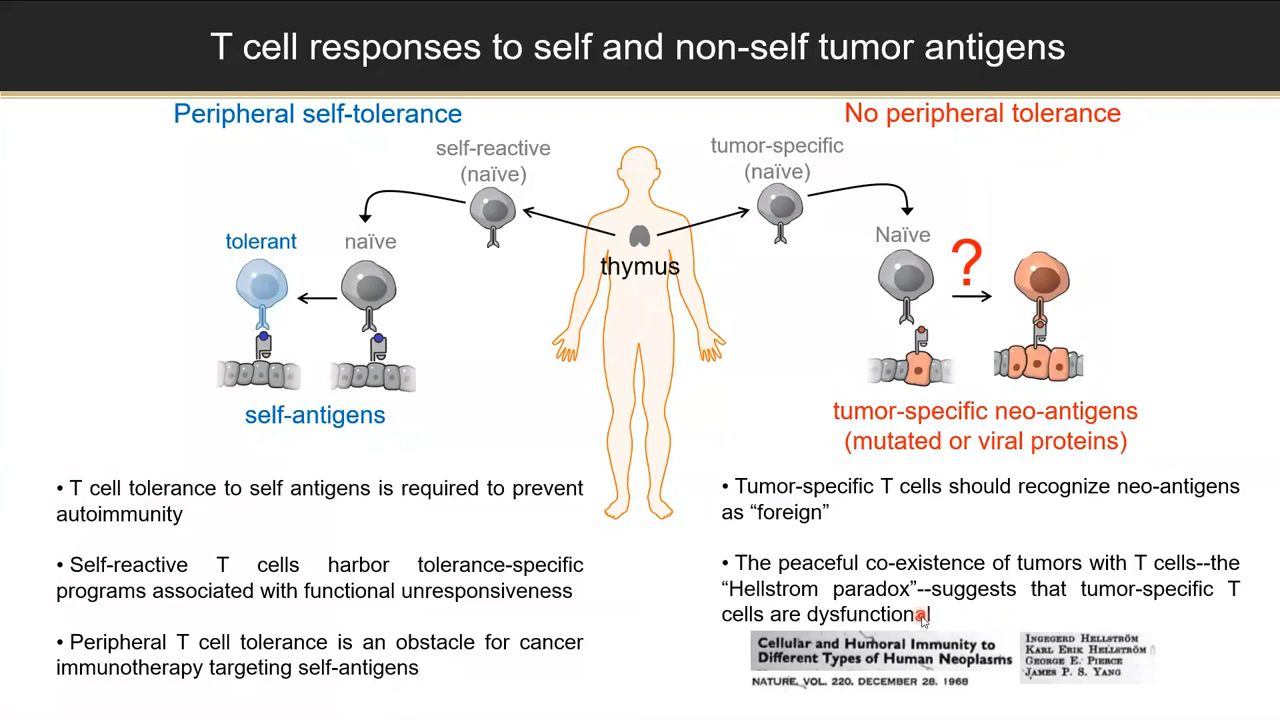 T cell responses to self and non-self tumor antigens
Peripheral self-tolerance
No peripheral tolerance
self-reactive
(naïve)
tumor-specific
(naïve)
tolerant
naïve
thymus
Naïve
?
self-antigens
tumor-specific neo-antigens
(mutated or viral proteins)
• T cell tolerance to self antigens is required to prevent
autoimmunity
• Self-reactive T cells harbor tolerance-specific
programs associated with functional unresponsiveness
• Peripheral T cell tolerance is an obstacle for cancer
immunotherapy targeting self-antigens
• Tumor-specific T cells should recognize neo-antigens
as “foreign”
• The peaceful co-existence of tumors with T cells--the
“Hellstrom paradox”--suggests that tumor-specific T
cells are dysfunctional
Cellular and Humoral Immunity to
Different Types of Human Neoplasms
NATURE, VOL. 220, DECEMBER 28, 1968
INGEGERD HELLSTRÖM
KARL ERIK HELLSTRÖM
GEORGE E. PIERCE
JAMES P. S. YANG